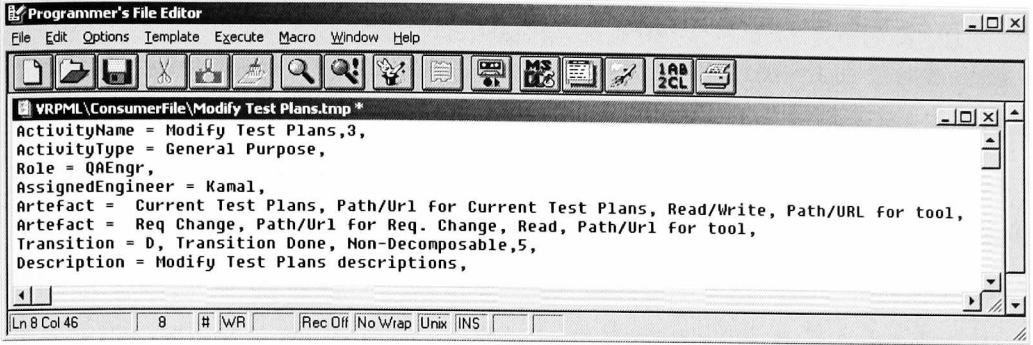 Programmer's File Editor
File Edit Options Template Execute Macro Window Help
MS
1AB
2CL
VRPML\ConsumerFile\Modify Test Plans.tmp *
ActivityName = Modify Test Plans,3,
ActivityType = General Purpose,
Role = QAEngr,
AssignedEngineer = Kamal,
Artefact =  Current Test Plans, Path/Url for Current Test Plans, Read/Write, Path/URL for tool,
Artefact =  Req Change, Path/Url for Req. Change, Read, Path/Url for tool,
Transition = D, Transition Done, Non-Decomposable,5,
Description = Modify Test Plans descriptions,
Ln 8 Col 46 8 # WR Rec Off No Wrap Unix INS